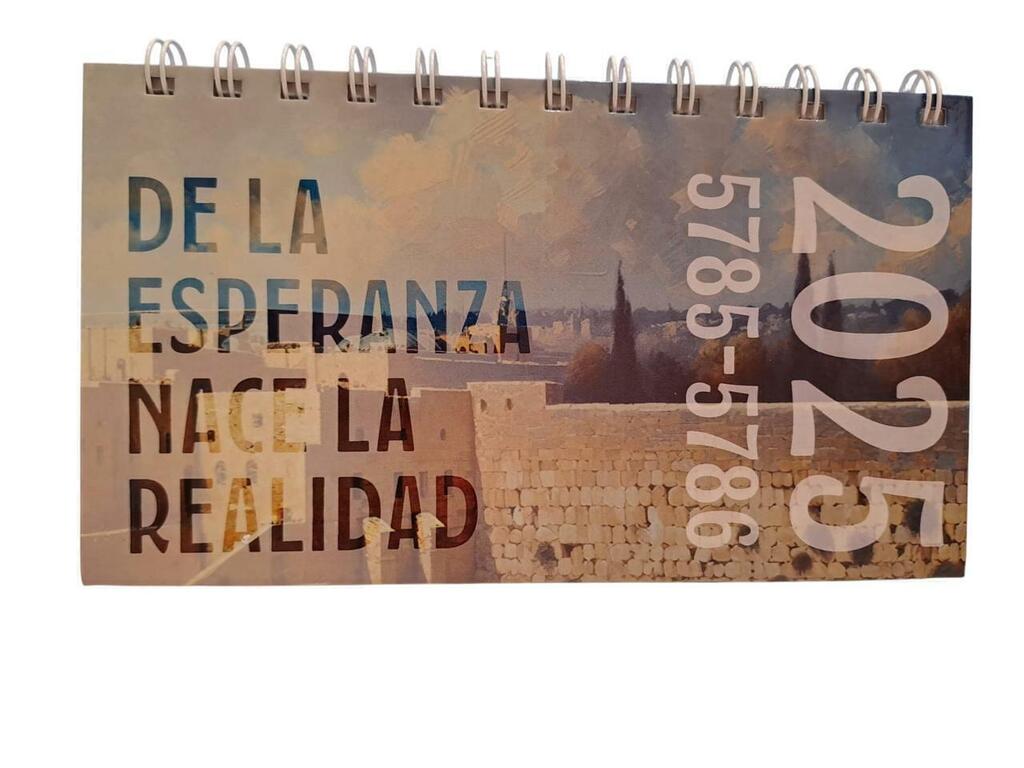 DE LA
ESPERANZA
NACE LA
REALIDAD
2025
5785-5786